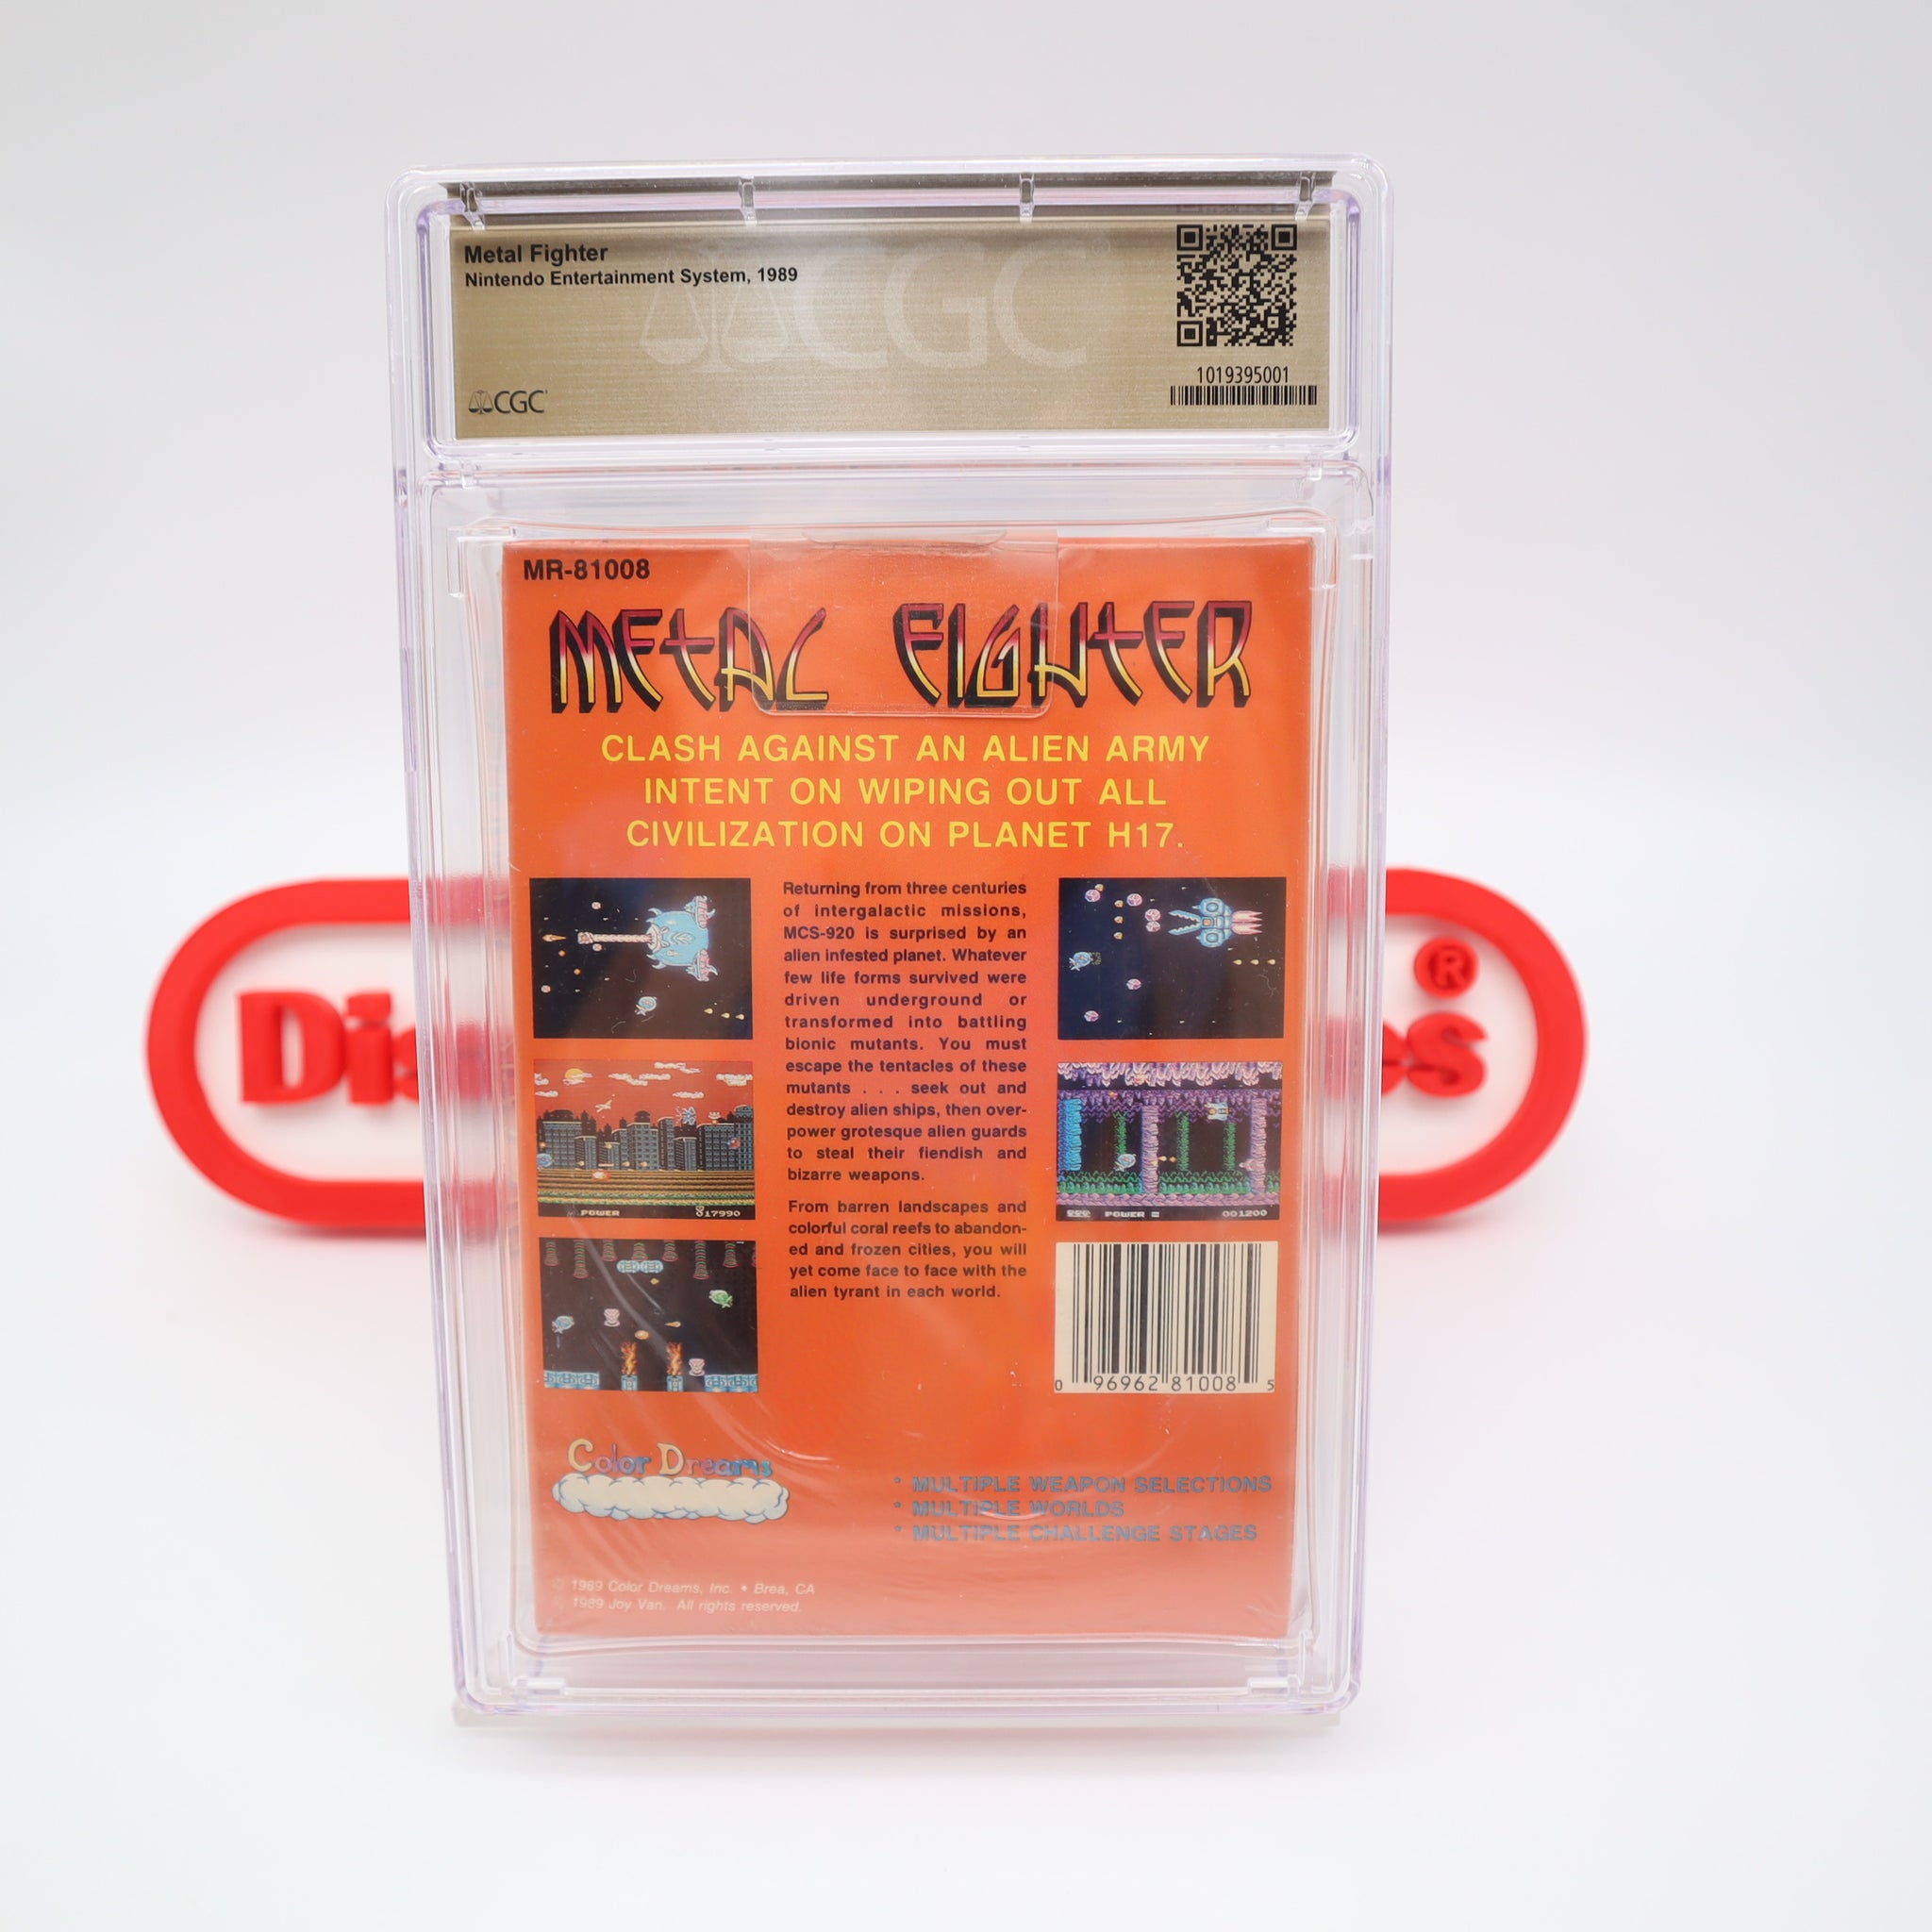 Metal Fighter
Nintendo Entertainment System, 1989
CGC
1019395001
CGC
MR-81008
METAL FIGHTER
CLASH AGAINST AN ALIEN ARMY
INTENT ON WIPING OUT ALL
CIVILIZATION ON PLANET H17.
Returning from three centuries
of intergalactic missions,
MCS-920 is surprised by an
alien infested planet. Whatever
few life forms survived were
driven underground or
transformed into battling
bionic mutants. You must
escape the tentacles of these
mutants . . . seek out and
destroy alien ships, then over-
power grotesque alien guards
to steal their fiendish and
bizarre weapons.
From barren landscapes and
colorful coral reefs to abandon-
ed and frozen cities, you will
yet come face to face with the
alien tyrant in each world.
POWER 017990
POWER 001200
0 96962 81008 5
Color Dreams
* MULTIPLE WEAPON SELECTIONS
* MULTIPLE WORLDS
* MULTIPLE CHALLENGE STAGES
© 1989 Color Dreams, Inc. • Brea, CA
© 1989 Joy Van. All rights reserved.
®